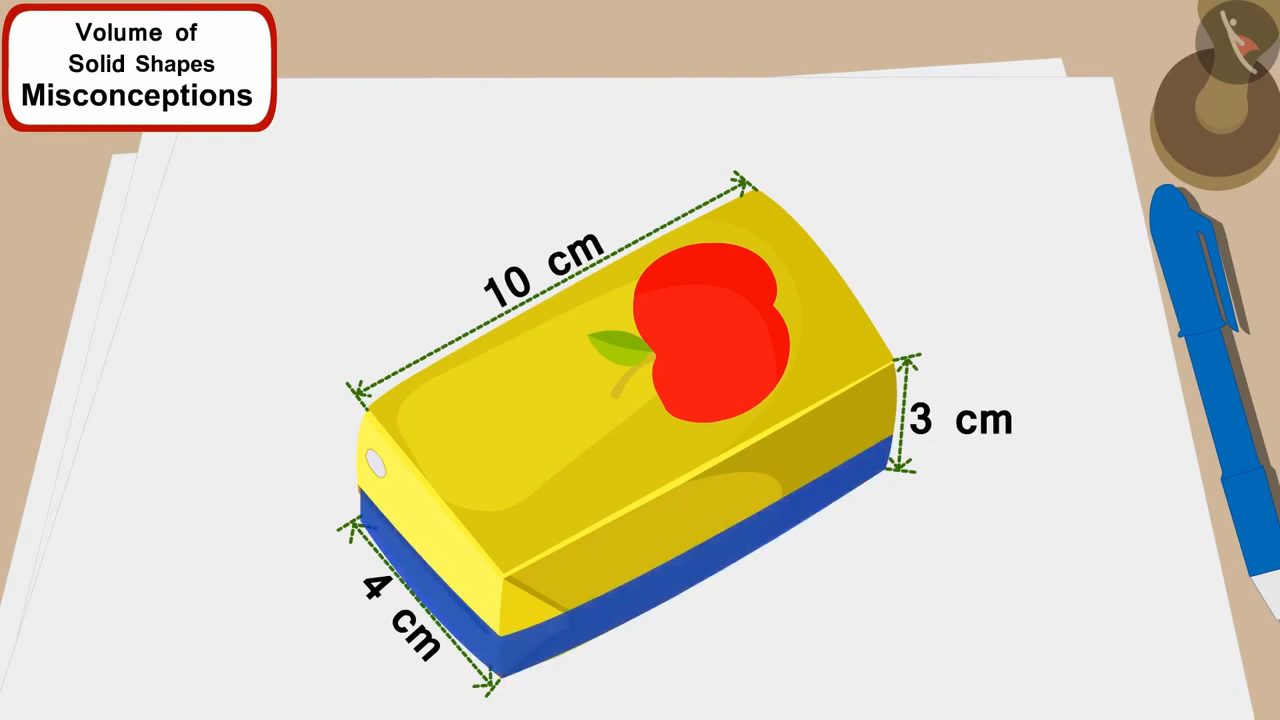 Volume of
Solid Shapes
Misconceptions
10 cm
3 cm
4 cm